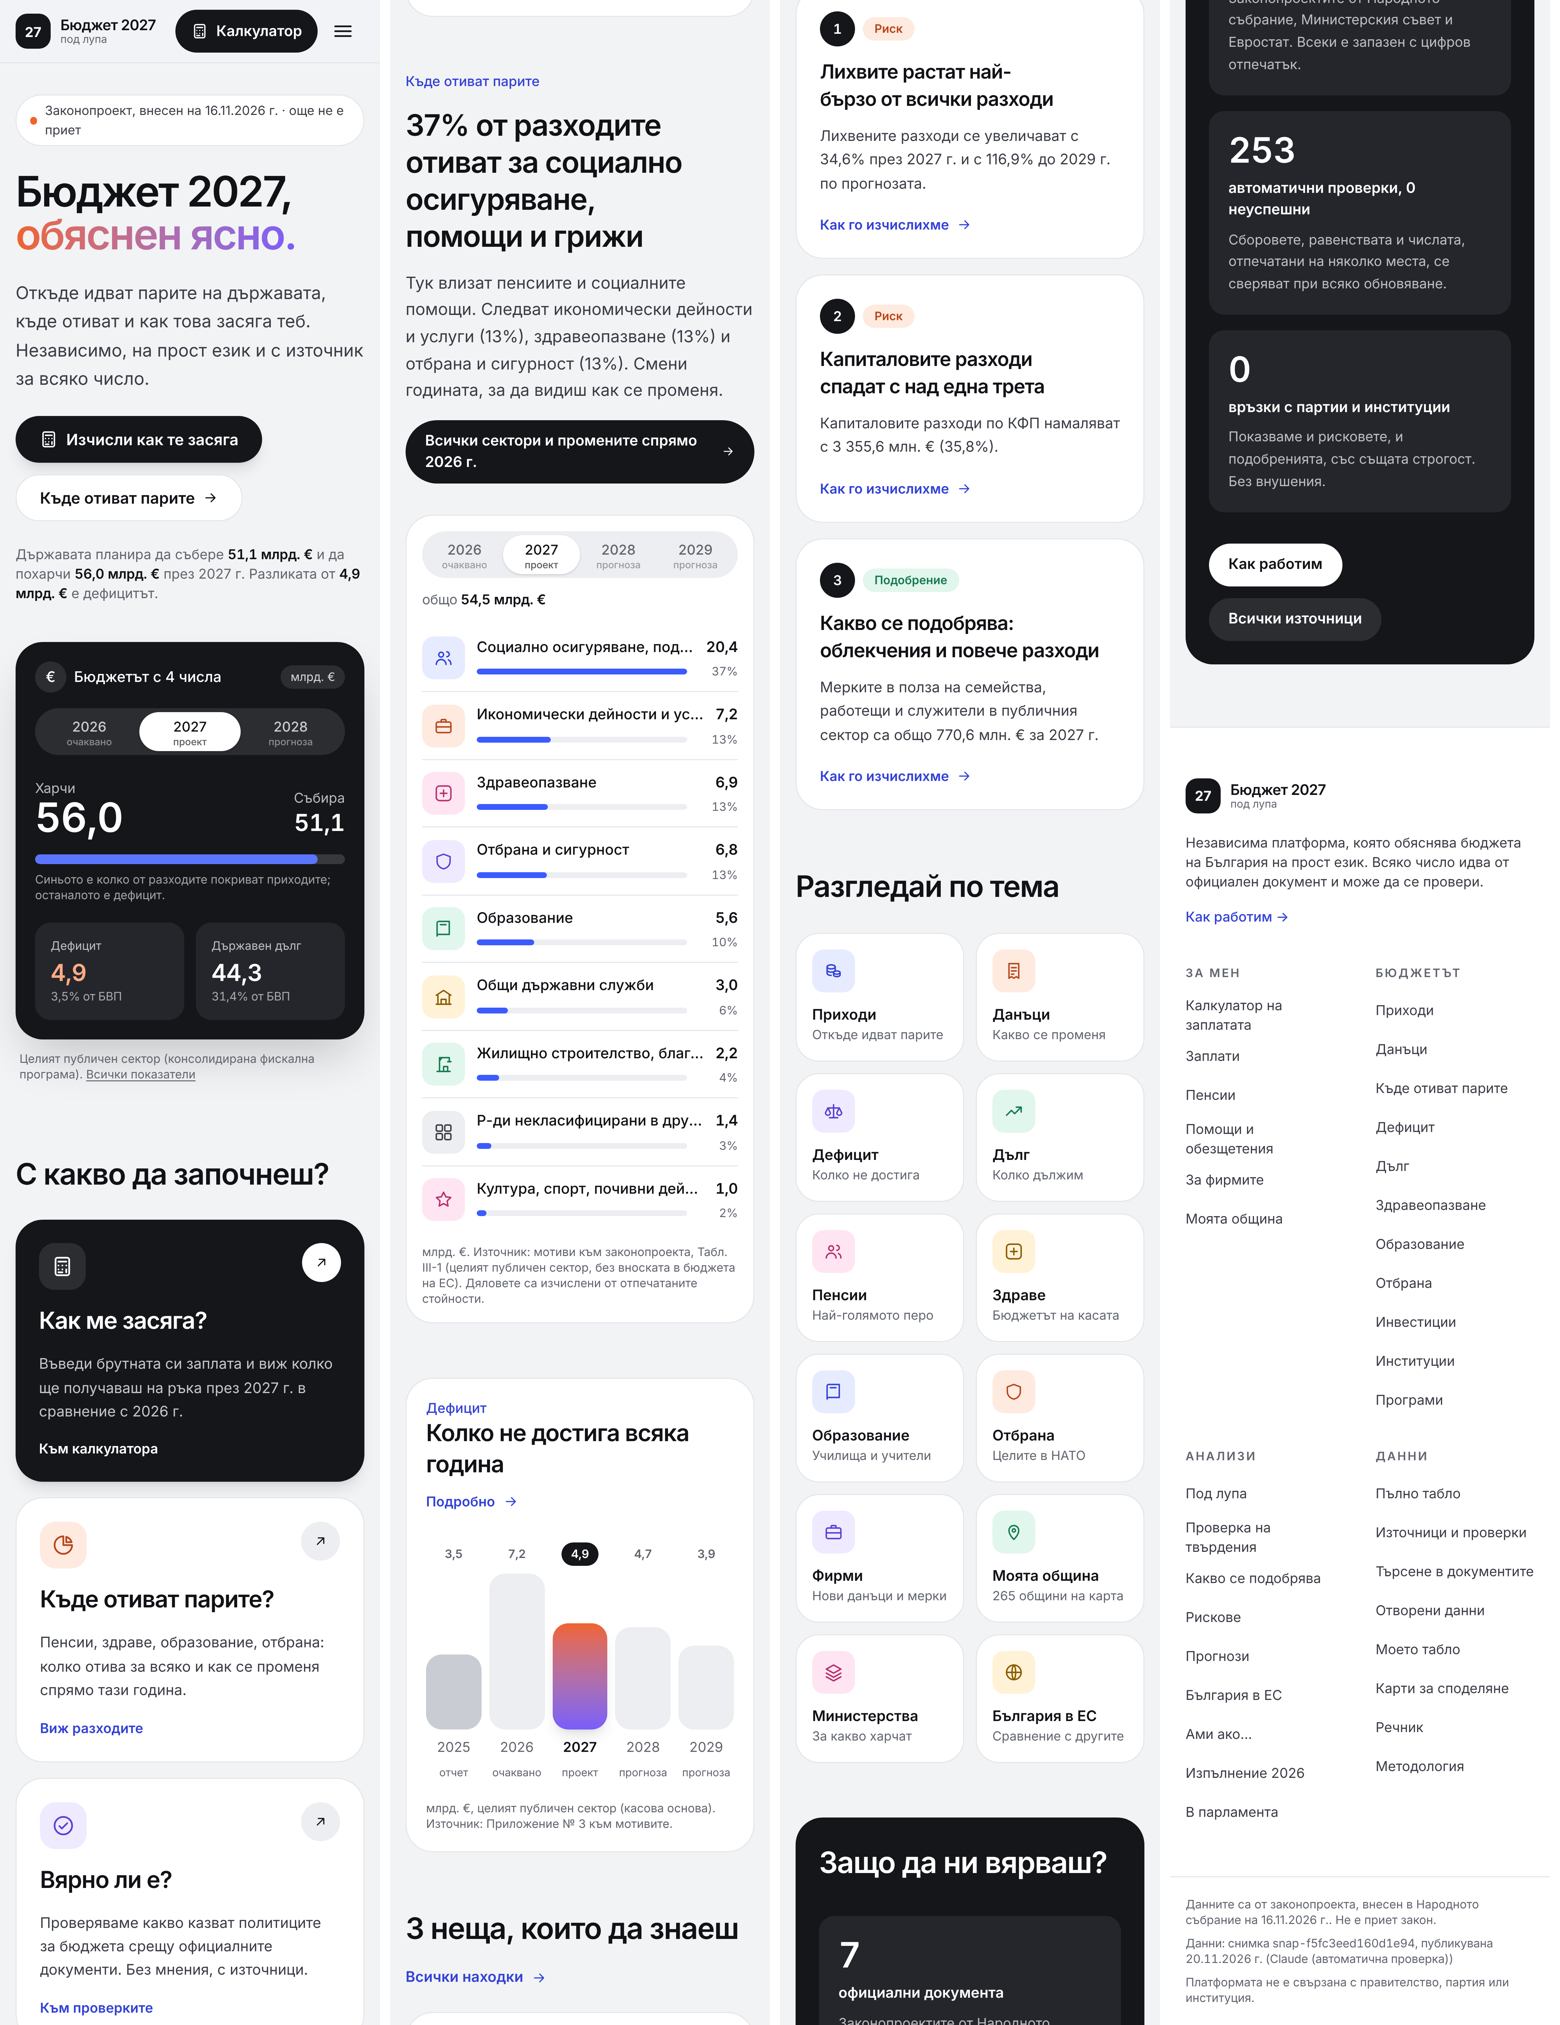 27
Бюджет 2027
под лупа
Калкулатор
Законопроект, внесен на 16.11.2026 г. · още не е
приет
Бюджет 2027,
обяснен ясно.
Откъде идват парите на държавата,
къде отиват и как това засяга теб.
Независимо, на прост език и с източник
за всяко число.
Изчисли как те засяга
Къде отиват парите →
Държавата планира да събере 51,1 млрд. € и да
похарчи 56,0 млрд. € през 2027 г. Разликата от 4,9
млрд. € е дефицитът.
€ Бюджетът с 4 числа
млрд. €
2026
очаквано
2027
проект
2028
прогноза
Харчи
56,0
Събира
51,1
Синьото е колко от разходите покриват приходите;
останалото е дефицит.
Дефицит
4,9
3,5% от БВП
Държавен дълг
44,3
31,4% от БВП
Целият публичен сектор (консолидирана фискална
програма). Всички показатели
С какво да започнеш?
Как ме засяга?
Въведи брутната си заплата и виж колко
ще получаваш на ръка през 2027 г. в
сравнение с 2026 г.
Към калкулатора
Къде отиват парите?
Пенсии, здраве, образование, отбрана:
колко отива за всяко и как се променя
спрямо тази година.
Виж разходите
Вярно ли е?
Проверяваме какво казват политиците
за бюджета срещу официалните
документи. Без мнения, с източници.
Към проверките
Къде отиват парите
37% от разходите
отиват за социално
осигуряване,
помощи и грижи
Тук влизат пенсиите и социалните
помощи. Следват икономически дейности
и услуги (13%), здравеопазване (13%) и
отбрана и сигурност (13%). Смени
годината, за да видиш как се променя.
Всички сектори и промените спрямо
2026 г. →
2026
очаквано
2027
проект
2028
прогноза
2029
прогноза
общо 54,5 млрд. €
Социално осигуряване, под... 20,4
37%
Икономически дейности и ус... 7,2
13%
Здравеопазване 6,9
13%
Отбрана и сигурност 6,8
13%
Образование 5,6
10%
Общи държавни служби 3,0
6%
Жилищно строителство, благ... 2,2
4%
Р-ди некласифицирани в дру... 1,4
3%
Култура, спорт, почивни дей... 1,0
2%
млрд. €. Източник: мотиви към законопроекта, Табл.
III-1 (целият публичен сектор, без вноската в бюджета
на ЕС). Дяловете са изчислени от отпечатаните
стойности.
Дефицит
Колко не достига всяка
година
Подробно →
3,5 7,2 4,9 4,7 3,9
2025 2026 2027 2028 2029
отчет очаквано проект прогноза прогноза
млрд. €, целият публичен сектор (касова основа).
Източник: Приложение № 3 към мотивите.
3 неща, които да знаеш
Всички находки →
1 Риск
Лихвите растат най-
бързо от всички разходи
Лихвените разходи се увеличават с
34,6% през 2027 г. и с 116,9% до 2029 г.
по прогнозата.
Как го изчислихме →
2 Риск
Капиталовите разходи
спадат с над една трета
Капиталовите разходи по КФП намаляват
с 3 355,6 млн. € (35,8%).
Как го изчислихме →
3 Подобрение
Какво се подобрява:
облекчения и повече разходи
Мерките в полза на семейства,
работещи и служители в публичния
сектор са общо 770,6 млн. € за 2027 г.
Как го изчислихме →
Разгледай по тема
Приходи
Откъде идват парите
Данъци
Какво се променя
Дефицит
Колко не достига
Дълг
Колко дължим
Пенсии
Най-голямото перо
Здраве
Бюджетът на касата
Образование
Училища и учители
Отбрана
Целите в НАТО
Фирми
Нови данъци и мерки
Моята община
265 общини на карта
Министерства
За какво харчат
България в ЕС
Сравнение с другите
Защо да ни вярваш?
7
официални документа
Законопроектите от Народното
събрание, Министерския съвет и
Евростат. Всеки е запазен с цифров
отпечатък.
253
автоматични проверки, 0
неуспешни
Сборовете, равенствата и числата,
отпечатани на няколко места, се
сверяват при всяко обновяване.
0
връзки с партии и институции
Показваме и рисковете, и
подобренията, със същата строгост.
Без внушения.
Как работим
Всички източници
27
Бюджет 2027
под лупа
Независима платформа, която обяснява бюджета
на България на прост език. Всяко число идва от
официален документ и може да се провери.
Как работим →
ЗА МЕН
Калкулатор на
заплатата
Заплати
Пенсии
Помощи и
обезщетения
За фирмите
Моята община
БЮДЖЕТЪТ
Приходи
Данъци
Къде отиват парите
Дефицит
Дълг
Здравеопазване
Образование
Отбрана
Инвестиции
Институции
Програми
АНАЛИЗИ
Под лупа
Проверка на
твърдения
Какво се подобрява
Рискове
Прогнози
България в ЕС
Ами ако...
Изпълнение 2026
В парламента
ДАННИ
Пълно табло
Източници и проверки
Търсене в документите
Отворени данни
Моето табло
Карти за споделяне
Речник
Методология
Данните са от законопроекта, внесен в Народното
събрание на 16.11.2026 г.. Не е приет закон.
Данни: снимка snap-f5fc3eed160d1e94, публикувана
20.11.2026 г. (Claude (автоматична проверка))
Платформата не е свързана с правителство, партия или
институция.